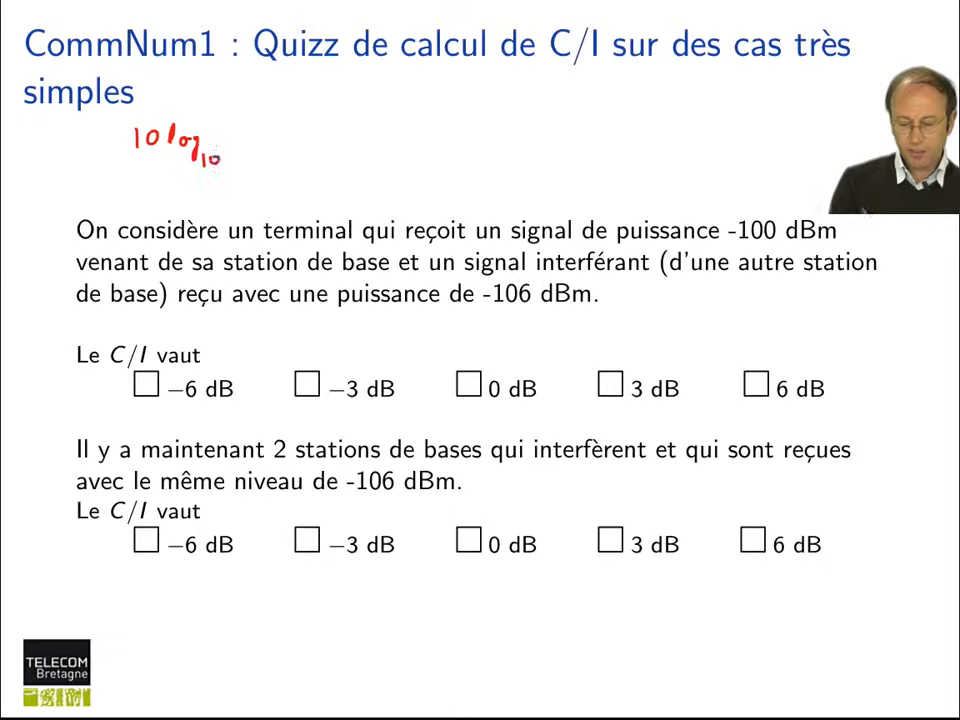 CommNum1 : Quizz de calcul de C/I sur des cas très
simples
10 log10
On considère un terminal qui reçoit un signal de puissance -100 dBm
venant de sa station de base et un signal interférant (d'une autre station
de base) reçu avec une puissance de -106 dBm.
Le C/I vaut
−6 dB −3 dB 0 dB 3 dB 6 dB
Il y a maintenant 2 stations de bases qui interfèrent et qui sont reçues
avec le même niveau de -106 dBm.
Le C/I vaut
−6 dB −3 dB 0 dB 3 dB 6 dB
TELECOM
Bretagne